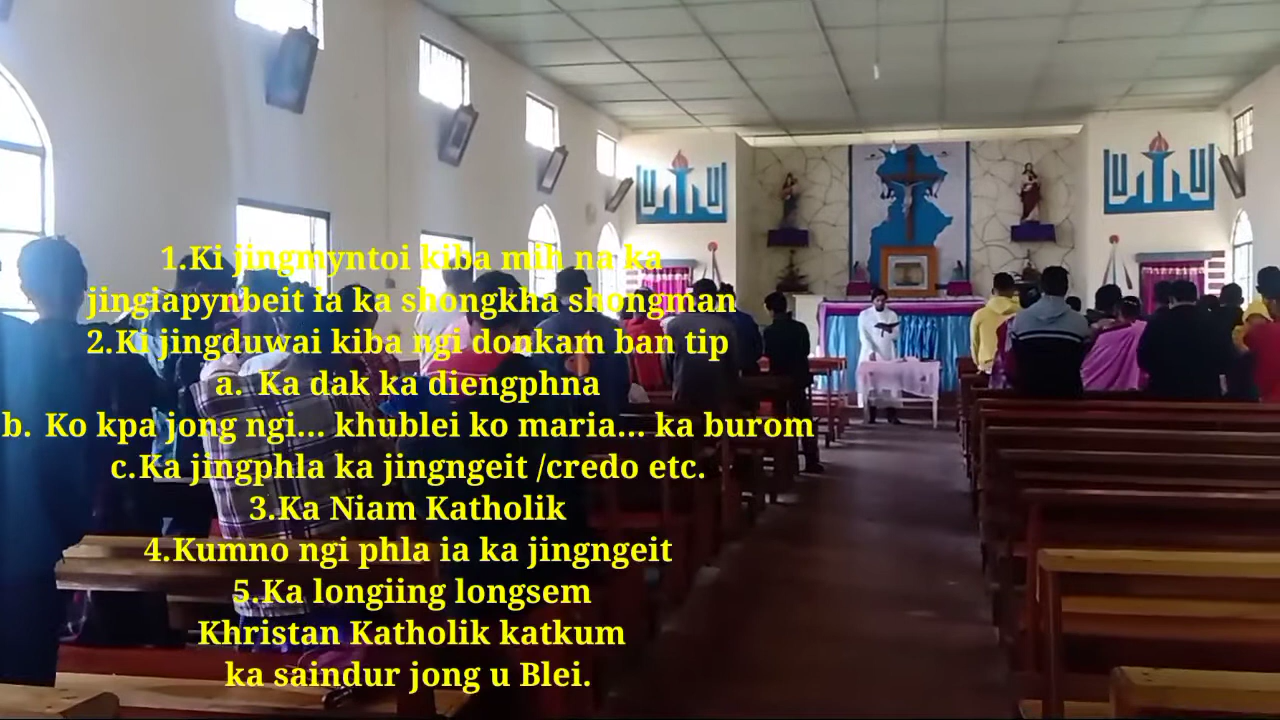 1.Ki jingmyntoi kiba mih na ka
jingiapynbeit ia ka shongkha shongman
2.Ki jingduwai kiba ngi donkam ban tip
a. Ka dak ka diengphna
b. Ko kpa jong ngi... khublei ko maria... ka burom
c.Ka jingphla ka jingngeit /credo etc.
3.Ka Niam Katholik
4.Kumno ngi phla ia ka jingngeit
5.Ka longiing longsem
Khristan Katholik katkum
ka saindur jong u Blei.